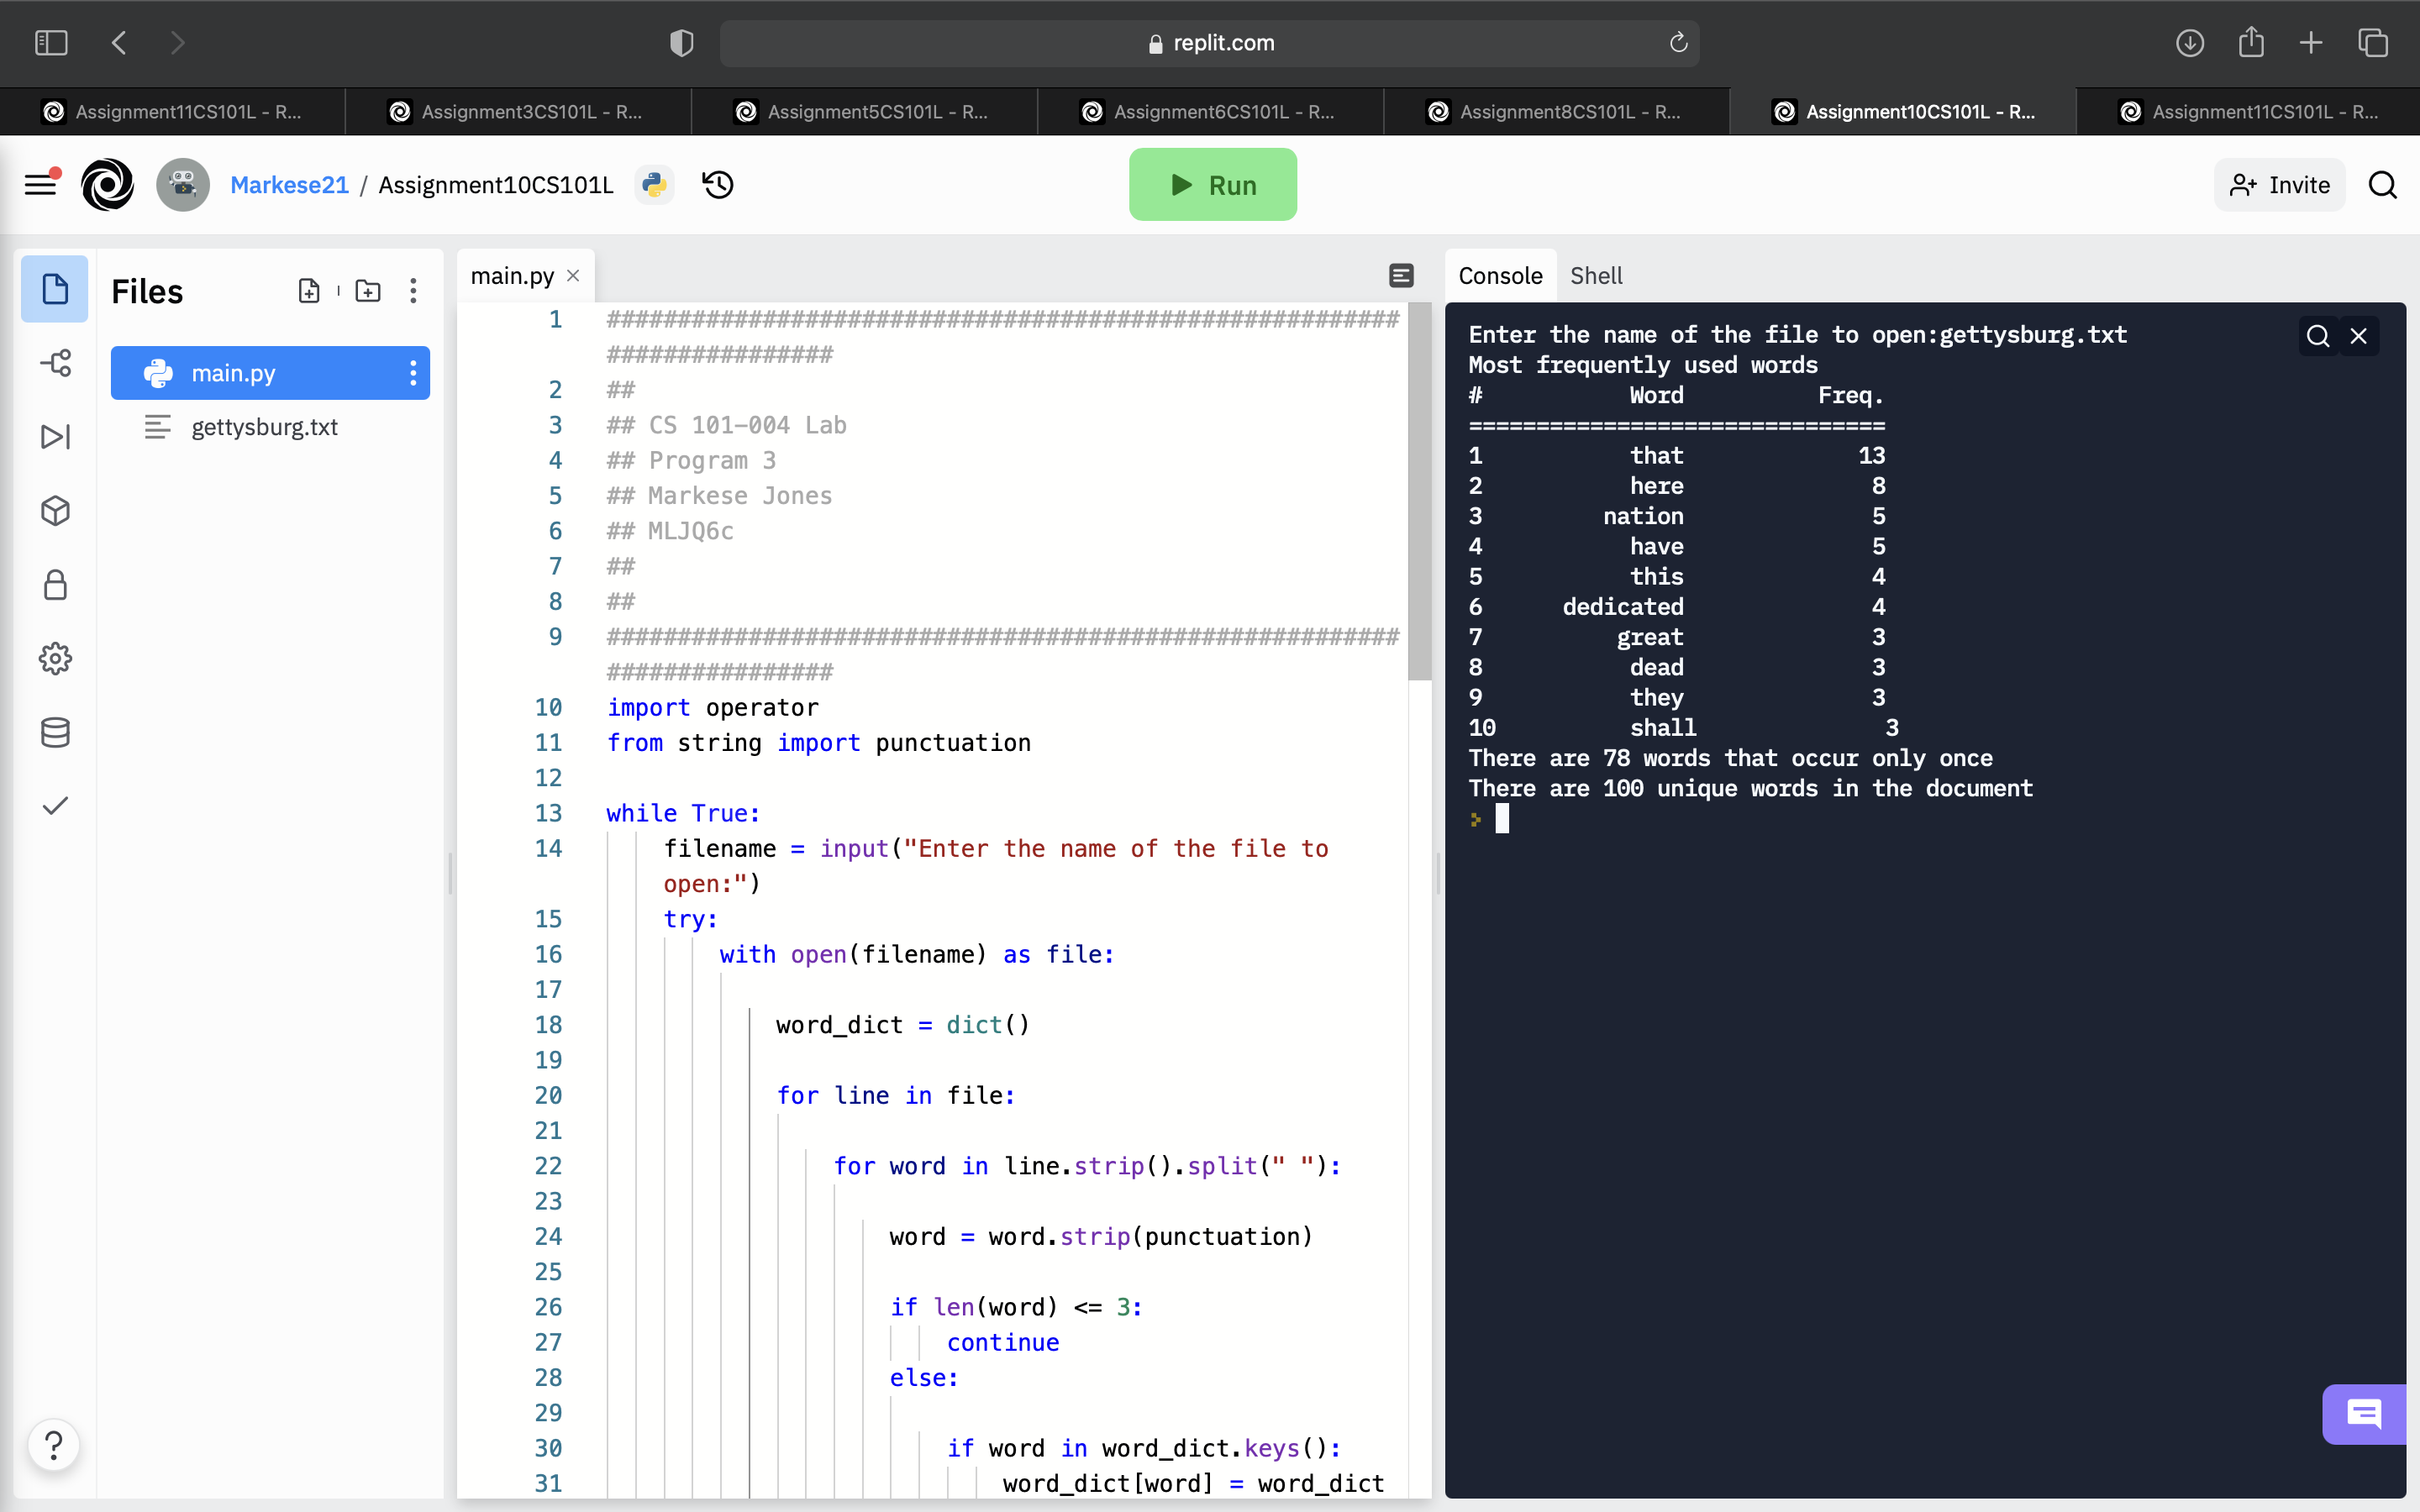 replit.com
Assignment11CS101L - R...
Assignment3CS101L - R...
Assignment5CS101L - R...
Assignment6CS101L - R...
Assignment8CS101L - R...
Assignment10CS101L - R...
Assignment11CS101L - R...
Markese21 / Assignment10CS101L
Run
Invite
Files
main.py
gettysburg.txt
main.py
1 ########################################################
################
2 ##
3 ## CS 101-004 Lab
4 ## Program 3
5 ## Markese Jones
6 ## MLJQ6c
7 ##
8 ##
9 ########################################################
################
10 import operator
11 from string import punctuation
12
13 while True:
14 filename = input("Enter the name of the file to
open:")
15 try:
16 with open(filename) as file:
17
18 word_dict = dict()
19
20 for line in file:
21
22 for word in line.strip().split(" "):
23
24 word = word.strip(punctuation)
25
26 if len(word) <= 3:
27 continue
28 else:
29
30 if word in word_dict.keys():
31 word_dict[word] = word_dict
Console Shell
Enter the name of the file to open:gettysburg.txt
Most frequently used words
# Word Freq.
===============================
1 that 13
2 here 8
3 nation 5
4 have 5
5 this 4
6 dedicated 4
7 great 3
8 dead 3
9 they 3
10 shall 3
There are 78 words that occur only once
There are 100 unique words in the document
?